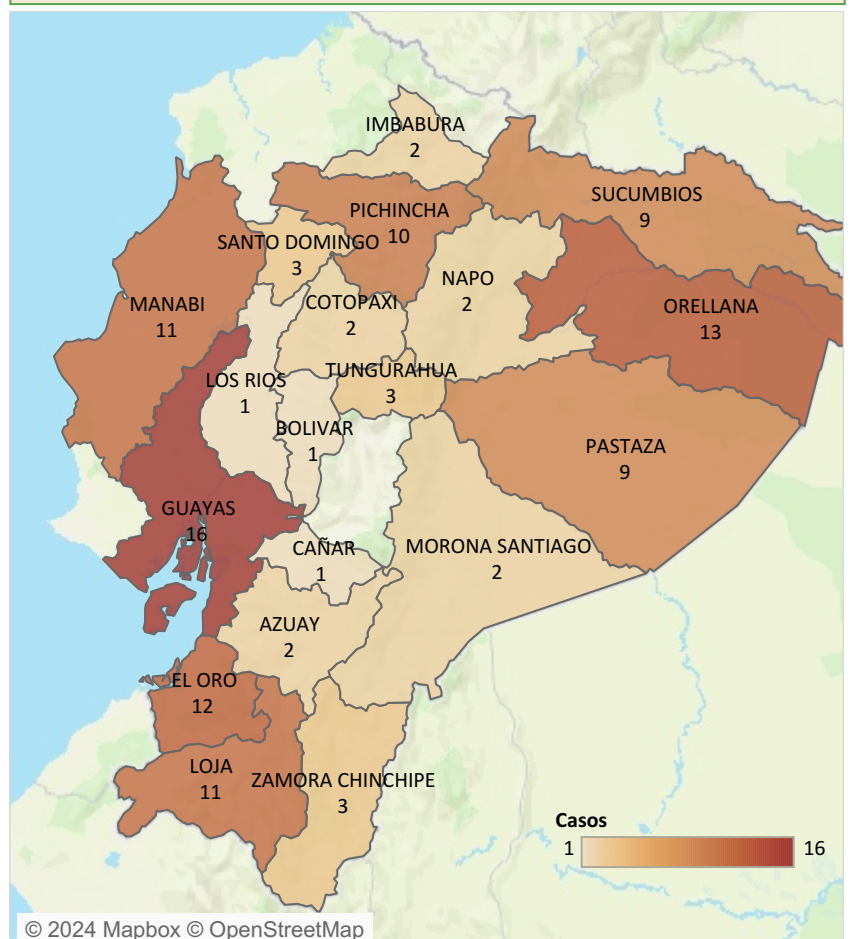 IMBABURA
2
SUCUMBIOS
9
PICHINCHA
10
SANTO DOMINGO
3
NAPO
2
MANABI
11
COTOPAXI
2
ORELLANA
13
TUNGURAHUA
3
LOS RIOS
1
BOLIVAR
1
PASTAZA
9
GUAYAS
16
CAÑAR
1
MORONA SANTIAGO
2
AZUAY
2
EL ORO
12
LOJA
11
ZAMORA CHINCHIPE
3
Casos
1 16
© 2024 Mapbox © OpenStreetMap